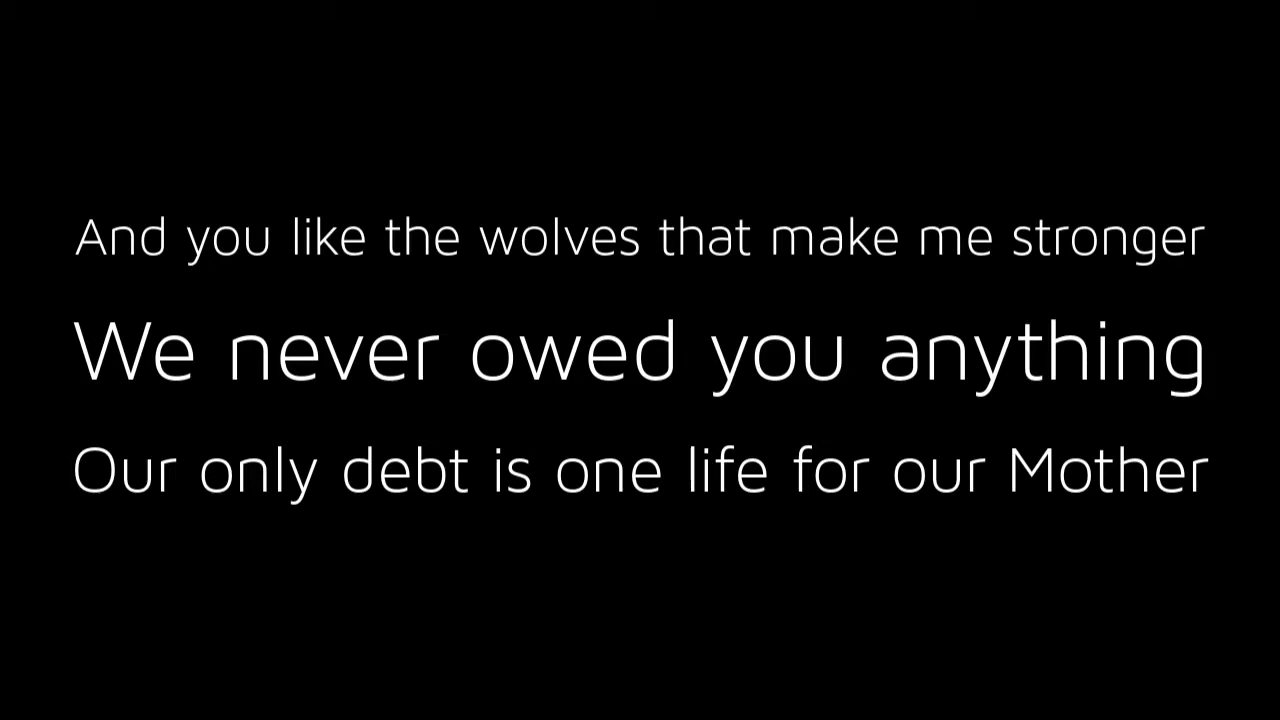 And you like the wolves that make me stronger
We never owed you anything
Our only debt is one life for our Mother